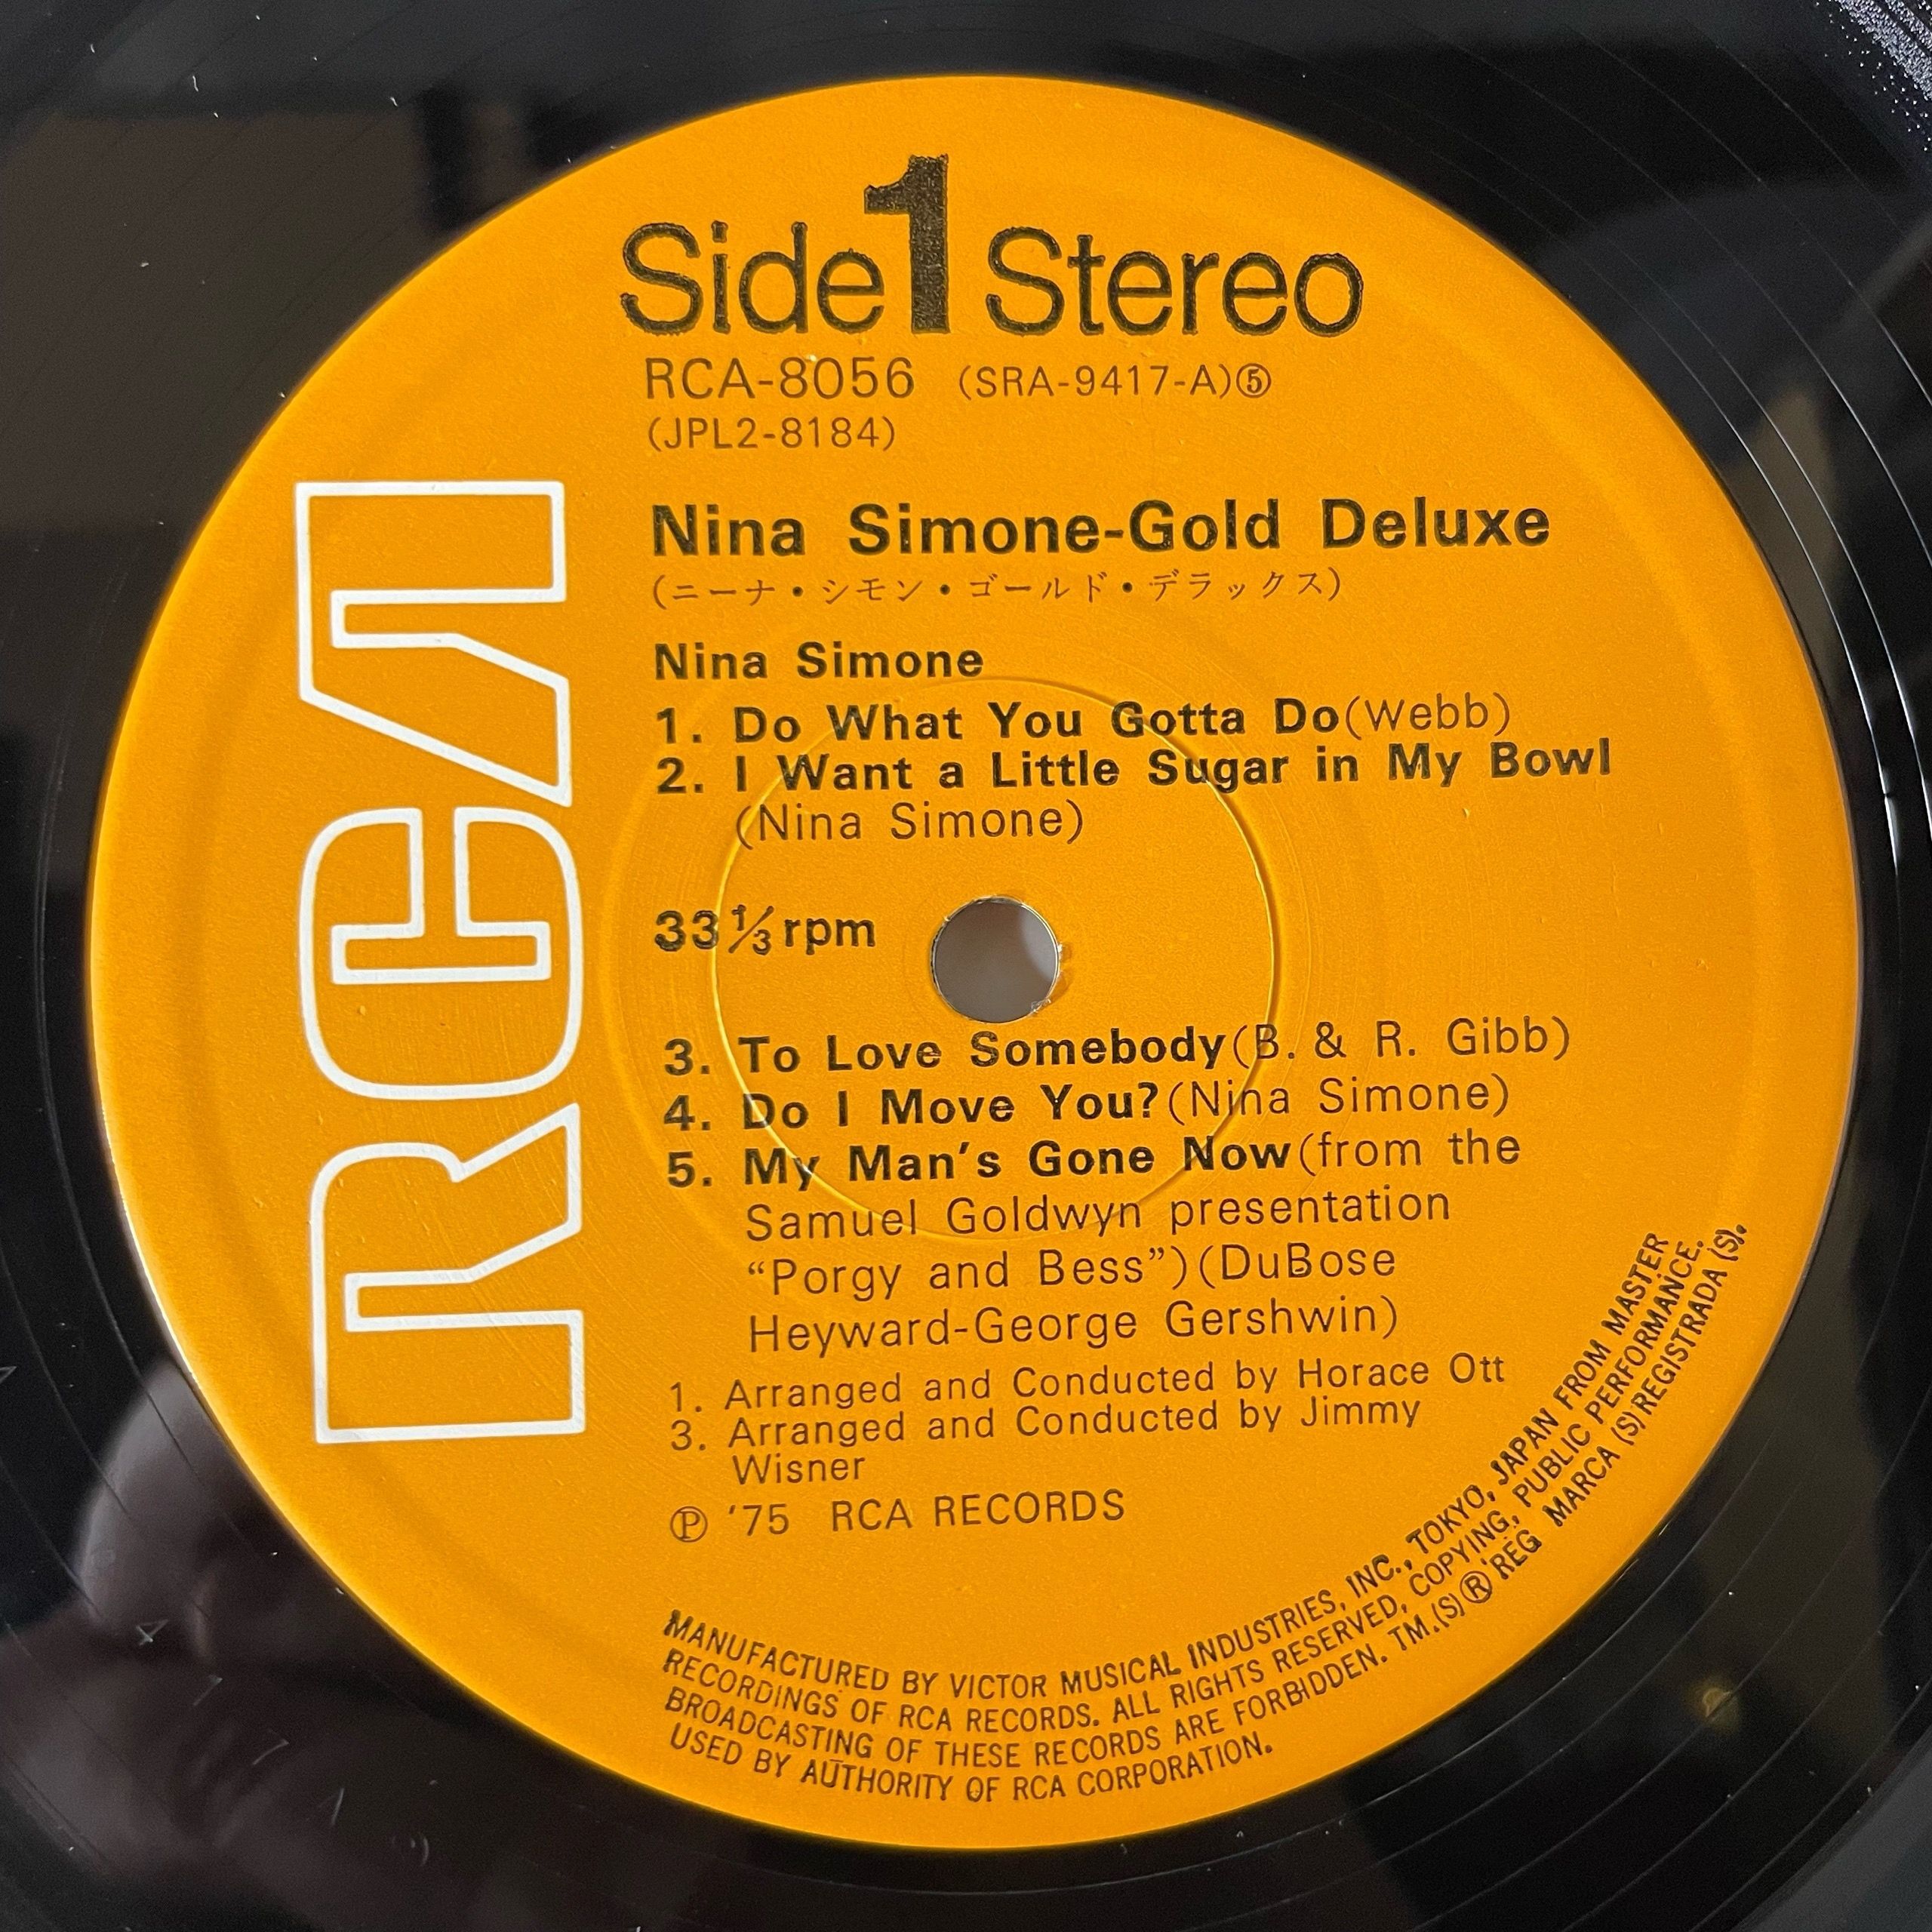 Side 1 Stereo
RCA-8056 (SRA-9417-A)⑤
(JPL2-8184)
RCA
Nina Simone-Gold Deluxe
(ニーナ・シモン・ゴールド・デラックス)
Nina Simone
1. Do What You Gotta Do(Webb)
2. I Want a Little Sugar in My Bowl
(Nina Simone)
33⅓rpm
3. To Love Somebody(B. & R. Gibb)
4. Do I Move You?(Nina Simone)
5. My Man's Gone Now(from the
Samuel Goldwyn presentation
“Porgy and Bess”)(DuBose
Heyward-George Gershwin)
1. Arranged and Conducted by Horace Ott
3. Arranged and Conducted by Jimmy
Wisner
Ⓟ '75 RCA RECORDS
MANUFACTURED BY VICTOR MUSICAL INDUSTRIES, INC., TOKYO, JAPAN FROM MASTER
RECORDINGS OF RCA RECORDS. ALL RIGHTS RESERVED, COPYING, PUBLIC PERFORMANCE.
BROADCASTING OF THESE RECORDS ARE FORBIDDEN. TM.(S)® REG MARCA (S) REGISTRADA (S).
USED BY AUTHORITY OF RCA CORPORATION.